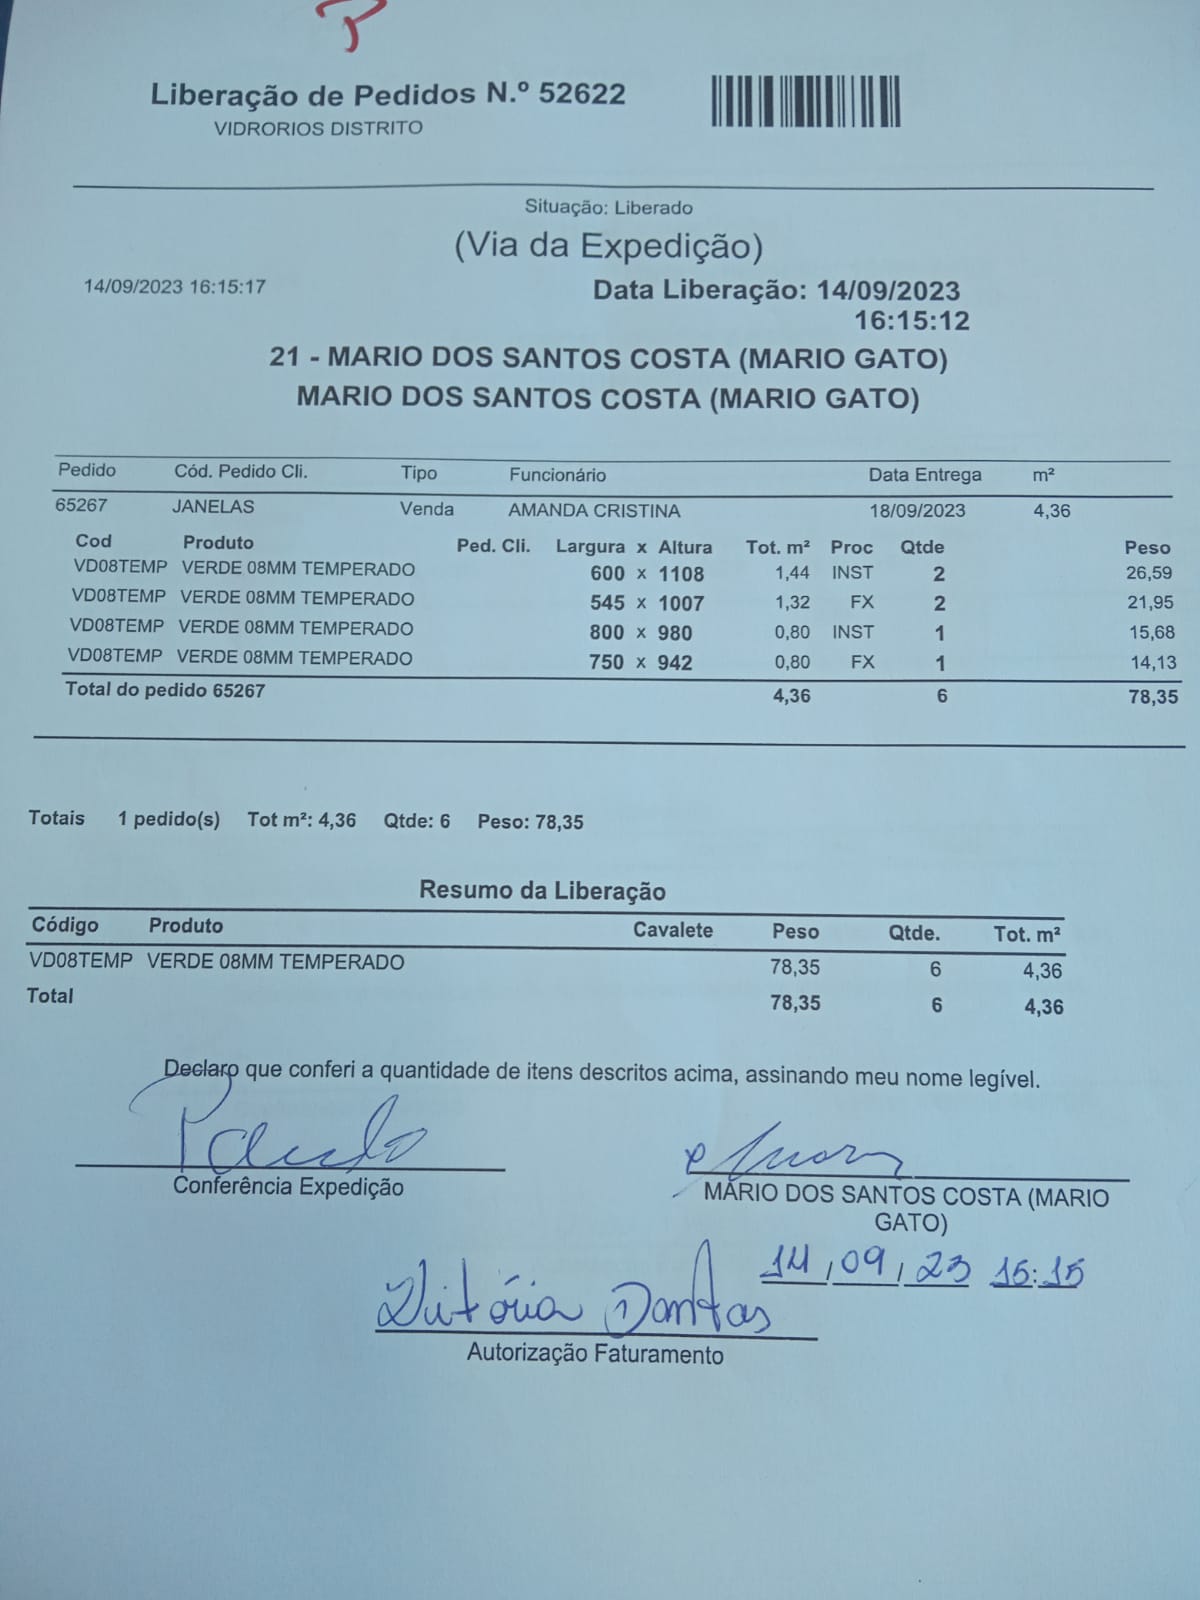 Liberação de Pedidos N.º 52622
VIDRORIOS DISTRITO
Situação: Liberado
(Via da Expedição)
14/09/2023 16:15:17 Data Liberação: 14/09/2023
16:15:12
21 - MARIO DOS SANTOS COSTA (MARIO GATO)
MARIO DOS SANTOS COSTA (MARIO GATO)
Pedido Cód. Pedido Cli. Tipo Funcionário Data Entrega m²
65267 JANELAS Venda AMANDA CRISTINA 18/09/2023 4,36
Cod Produto Ped. Cli. Largura x Altura Tot. m² Proc Qtde Peso
VD08TEMP VERDE 08MM TEMPERADO 600 x 1108 1,44 INST 2 26,59
VD08TEMP VERDE 08MM TEMPERADO 545 x 1007 1,32 FX 2 21,95
VD08TEMP VERDE 08MM TEMPERADO 800 x 980 0,80 INST 1 15,68
VD08TEMP VERDE 08MM TEMPERADO 750 x 942 0,80 FX 1 14,13
Total do pedido 65267 4,36 6 78,35
Totais 1 pedido(s) Tot m²: 4,36 Qtde: 6 Peso: 78,35
Resumo da Liberação
Código Produto Cavalete Peso Qtde. Tot. m²
VD08TEMP VERDE 08MM TEMPERADO 78,35 6 4,36
Total 78,35 6 4,36
Declaro que conferi a quantidade de itens descritos acima, assinando meu nome legível.
Conferência Expedição
MARIO DOS SANTOS COSTA (MARIO
GATO)
14/09/23 15:15
Vitória Dantas
Autorização Faturamento